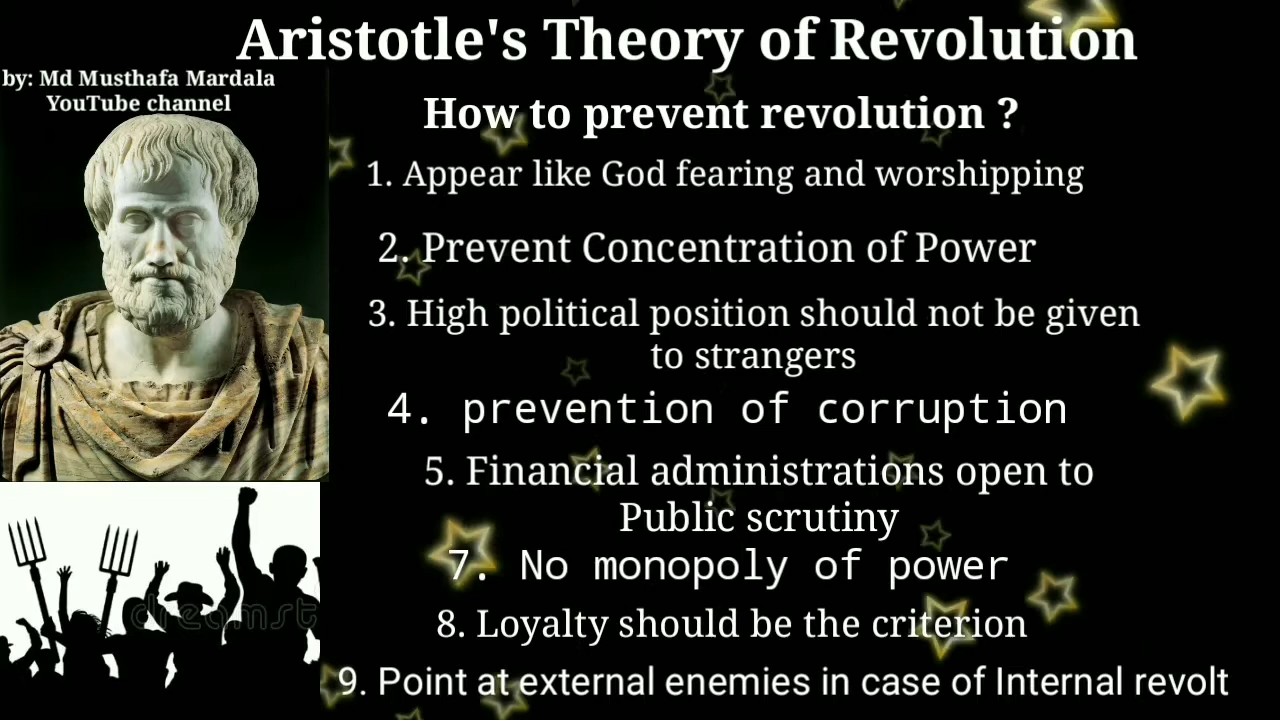 Aristotle's Theory of Revolution
by: Md Musthafa Mardala
YouTube channel
How to prevent revolution ?
1. Appear like God fearing and worshipping
2. Prevent Concentration of Power
3. High political position should not be given
to strangers
4. prevention of corruption
5. Financial administrations open to
Public scrutiny
7. No monopoly of power
8. Loyalty should be the criterion
9. Point at external enemies in case of Internal revolt
dreamst